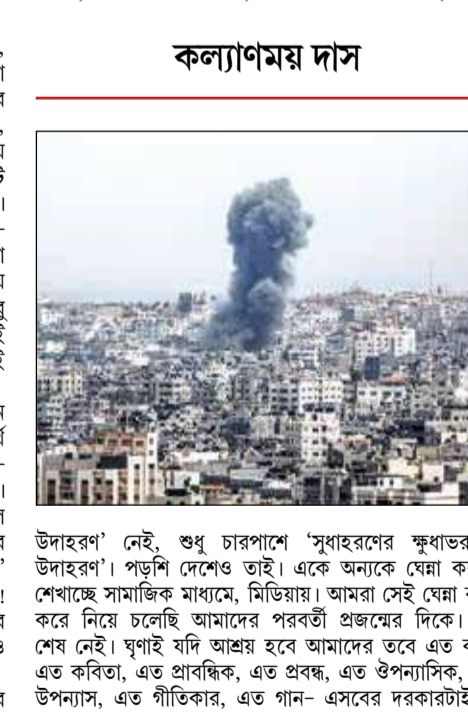 কল্যাণময় দাস
উদাহরণ’ নেই, শুধু চারপাশে ‘সুধাহরণের ক্ষুধাভর
উদাহরণ’। পড়শি দেশেও তাই। একে অন্যকে ঘেন্না ক
শেখাচ্ছে সামাজিক মাধ্যমে, মিডিয়ায়। আমরা সেই ঘেন্না
করে নিয়ে চলেছি আমাদের পরবর্তী প্রজন্মের দিকে।
শেষ নেই। ঘৃণাই যদি আশ্রয় হবে আমাদের তবে এত
এত কবিতা, এত প্রাবন্ধিক, এত প্রবন্ধ, এত ঔপন্যাসিক,
উপন্যাস, এত গীতিকার, এত গান– এসবের দরকারটাই